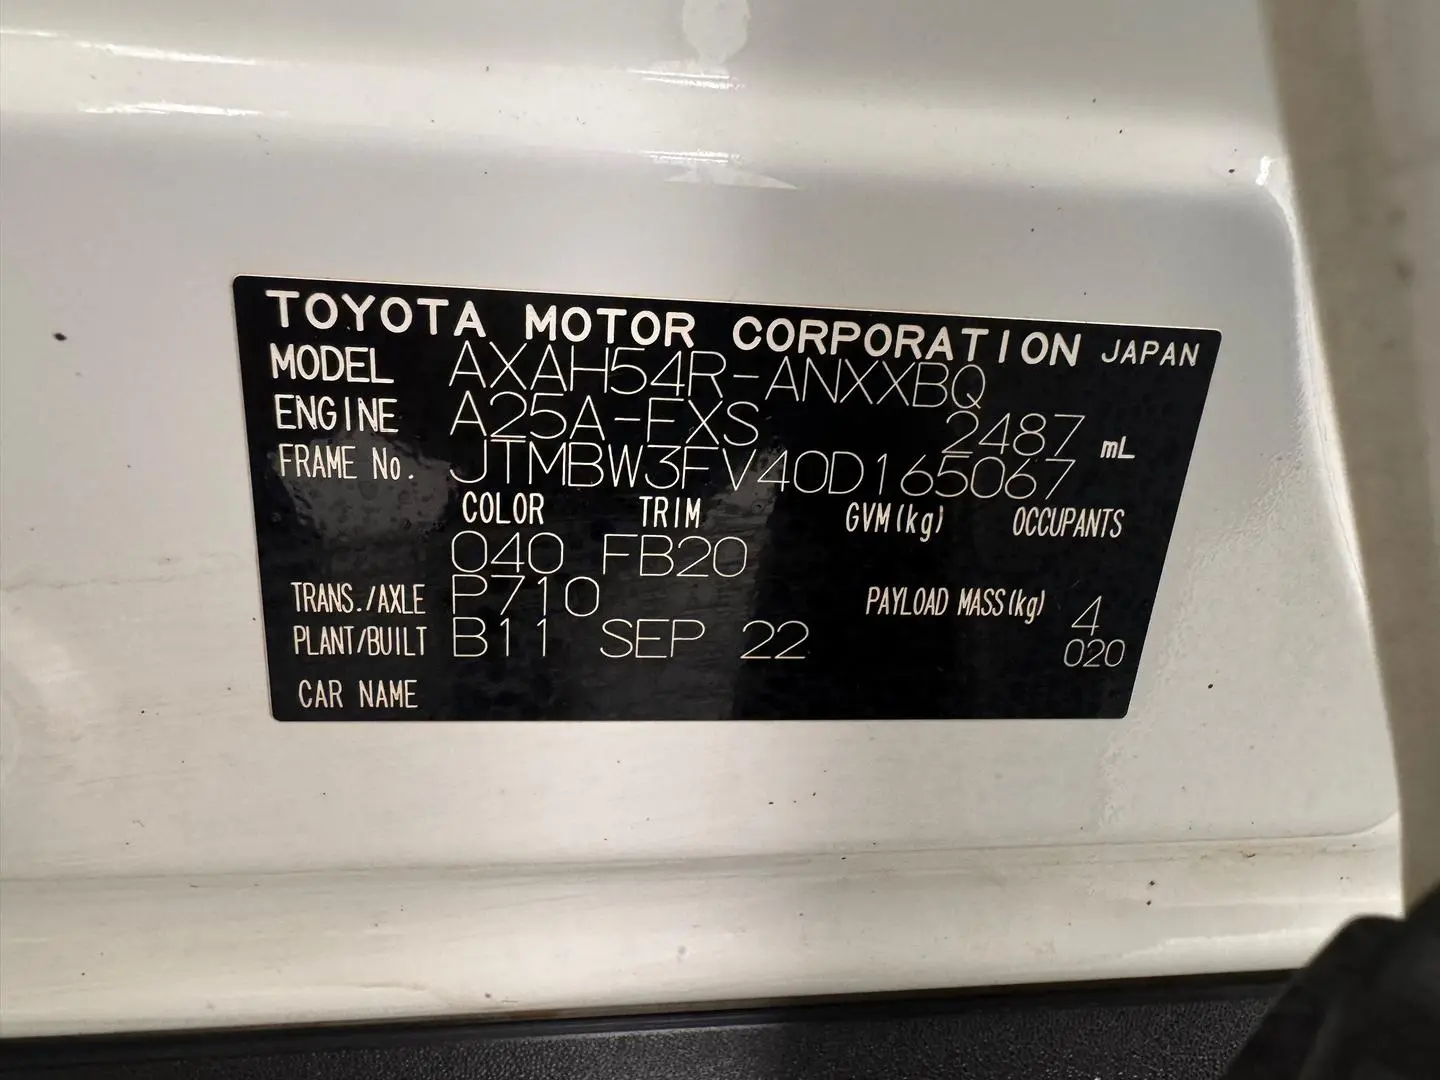 TOYOTA MOTOR CORPORATION JAPAN
MODEL AXAH54R-ANXXBQ
ENGINE A25A-FXS 2487 mL
FRAME No. JTMBW3FV40D165067
COLOR TRIM GVM(kg) OCCUPANTS
040 FB20
TRANS./AXLE P710 PAYLOAD MASS(kg) 4
PLANT/BUILT B11 SEP 22 020
CAR NAME